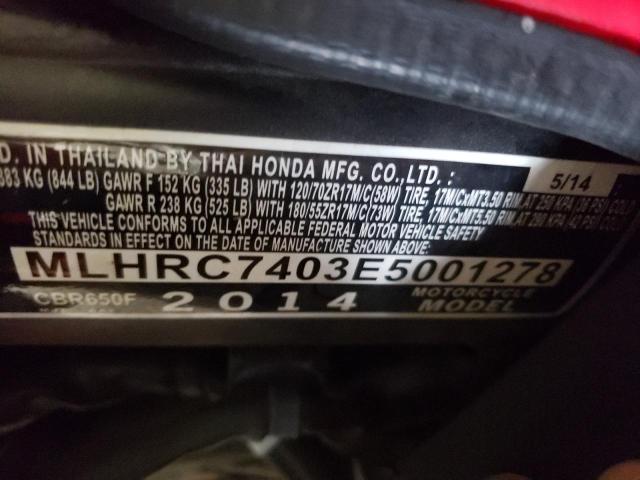 D. IN THAILAND BY THAI HONDA MFG. CO.,LTD. : 5/14
383 KG (844 LB) GAWR F 152 KG (335 LB) WITH 120/70ZR17M/C(58W) TIRE, 17M/CxMT3.50 RIM, AT 250 KPA (36 PSI) COLD
GAWR R 238 KG (525 LB) WITH 180/55ZR17M/C(73W) TIRE, 17M/CxMT5.50 RIM, AT 290 KPA (42 PSI) COLD
THIS VEHICLE CONFORMS TO ALL APPLICABLE FEDERAL MOTOR VEHICLE SAFETY
STANDARDS IN EFFECT ON THE DATE OF MANUFACTURE SHOWN ABOVE.
MLHRC7403E5001278
CBR650F 2014 MOTORCYCLE
MODEL